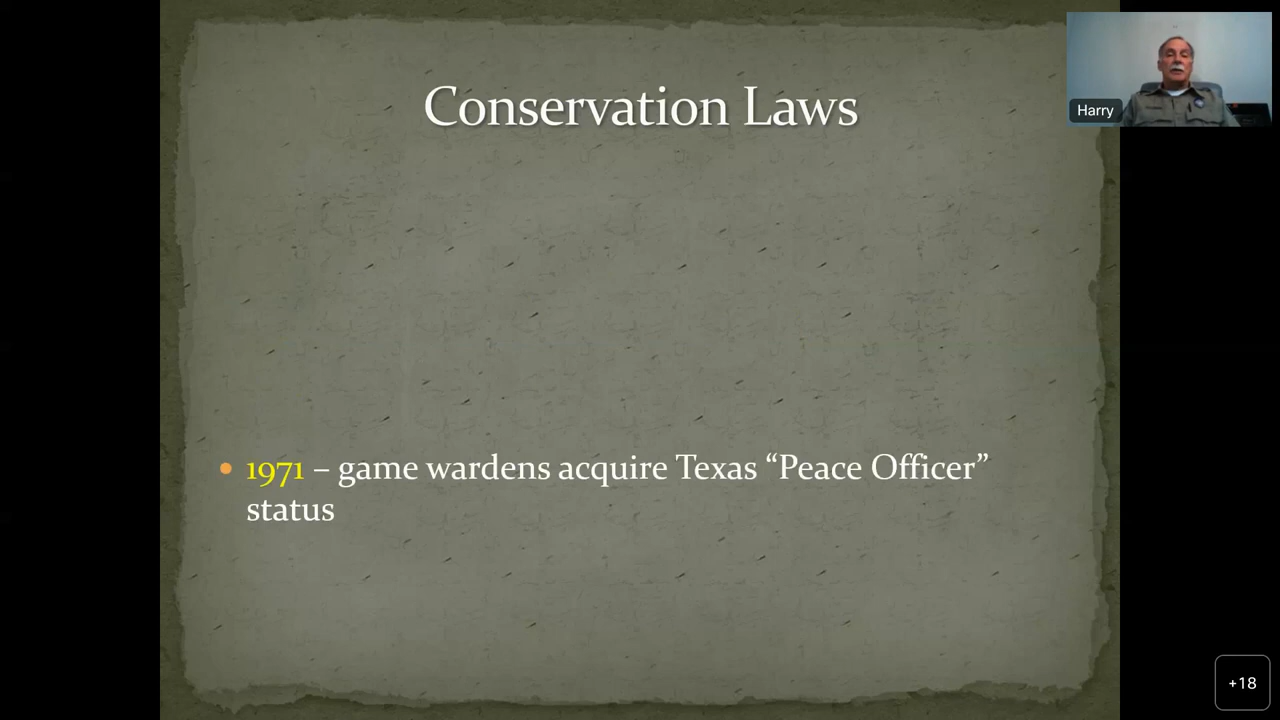 Conservation Laws
Harry
• 1971 – game wardens acquire Texas “Peace Officer”
status
+18